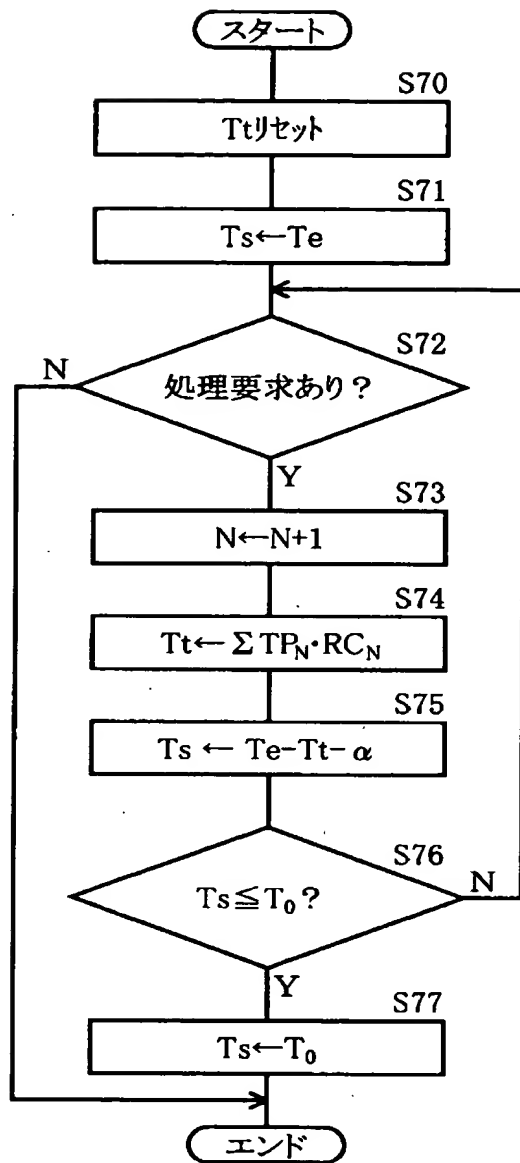 スタート
S70
Ttリセット
S71
Ts←Te
S72
処理要求あり?
N
Y
S73
N←N+1
S74
Tt←ΣTP_N・RC_N
S75
Ts ← Te-Tt-α
S76
Ts≦T₀?
N
Y
S77
Ts←T₀
エンド